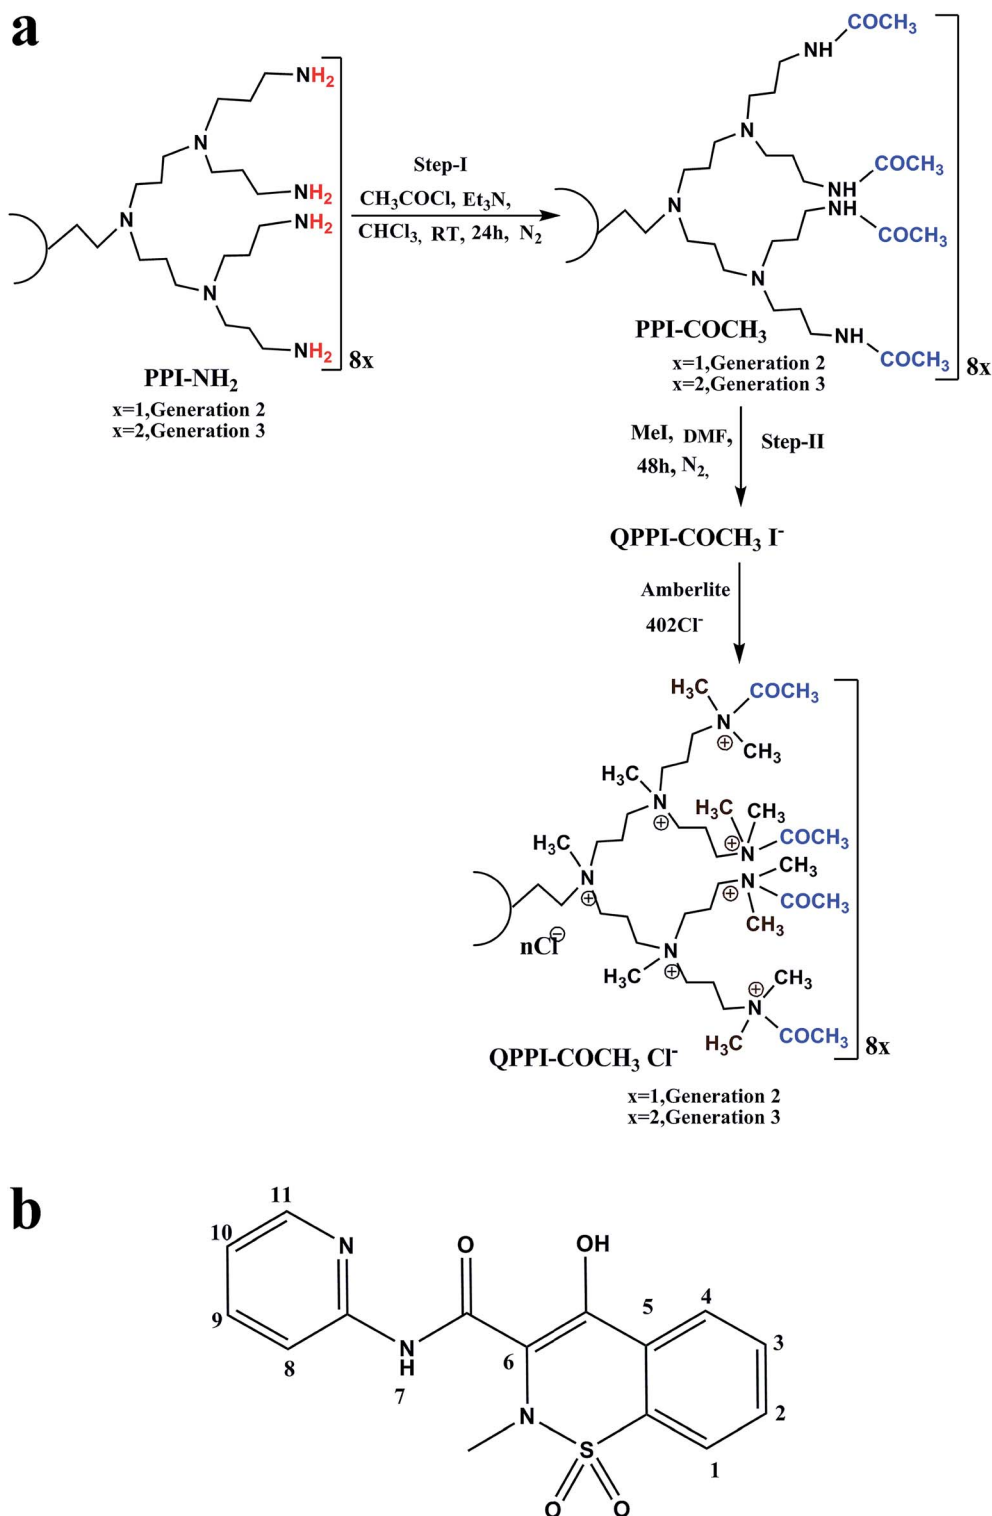 a
COCH₃
NH
NH₂
N
N
NH₂
NH₂
N
N
NH₂
8x
PPI-NH₂
x=1,Generation 2
x=2,Generation 3
Step-I
CH₃COCl, Et₃N,
CHCl₃, RT, 24h, N₂
N
COCH₃
NH
N
NH
COCH₃
N
NH
COCH₃
8x
PPI-COCH₃
x=1,Generation 2
x=2,Generation 3
MeI, DMF,
48h, N₂,
Step-II
QPPI-COCH₃ I⁻
Amberlite
402Cl⁻
H₃C
COCH₃
N
⊕
CH₃
H₃C
N
⊕
H₃C
CH₃
COCH₃
⊕
N
H₃C
N
⊕
CH₃
N
⊕
COCH₃
CH₃
nCl⊖
N
⊕
H₃C
CH₃
⊕
N
H₃C
COCH₃
8x
QPPI-COCH₃ Cl⁻
x=1,Generation 2
x=2,Generation 3
b
11
10
N
9
8
N
H
7
O
OH
6
5
4
3
2
1
N
S
O
O